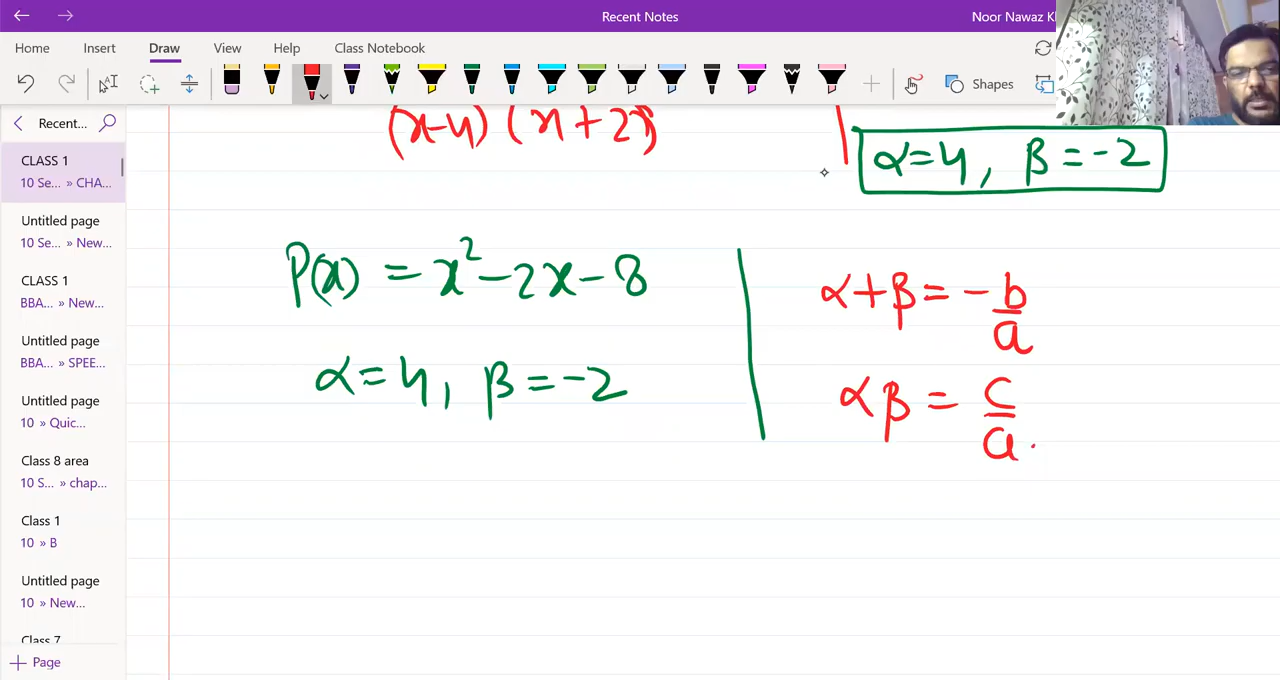 Recent Notes
Noor Nawaz
Home Insert Draw View Help Class Notebook
Shapes
Recent...
CLASS 1
10 Se... » CHA...
Untitled page
10 Se... » New...
CLASS 1
BBA... » New...
Untitled page
BBA... » SPEE...
Untitled page
10 » Quic...
Class 8 area
10 S... » chap...
Class 1
10 » B
Untitled page
10 » New...
Class 7
+ Page
(x-4) (x+2)
α=4, β=-2
P(x) = x²-2x-8
α=4, β=-2
α+β= -b/a
αβ = c/a.